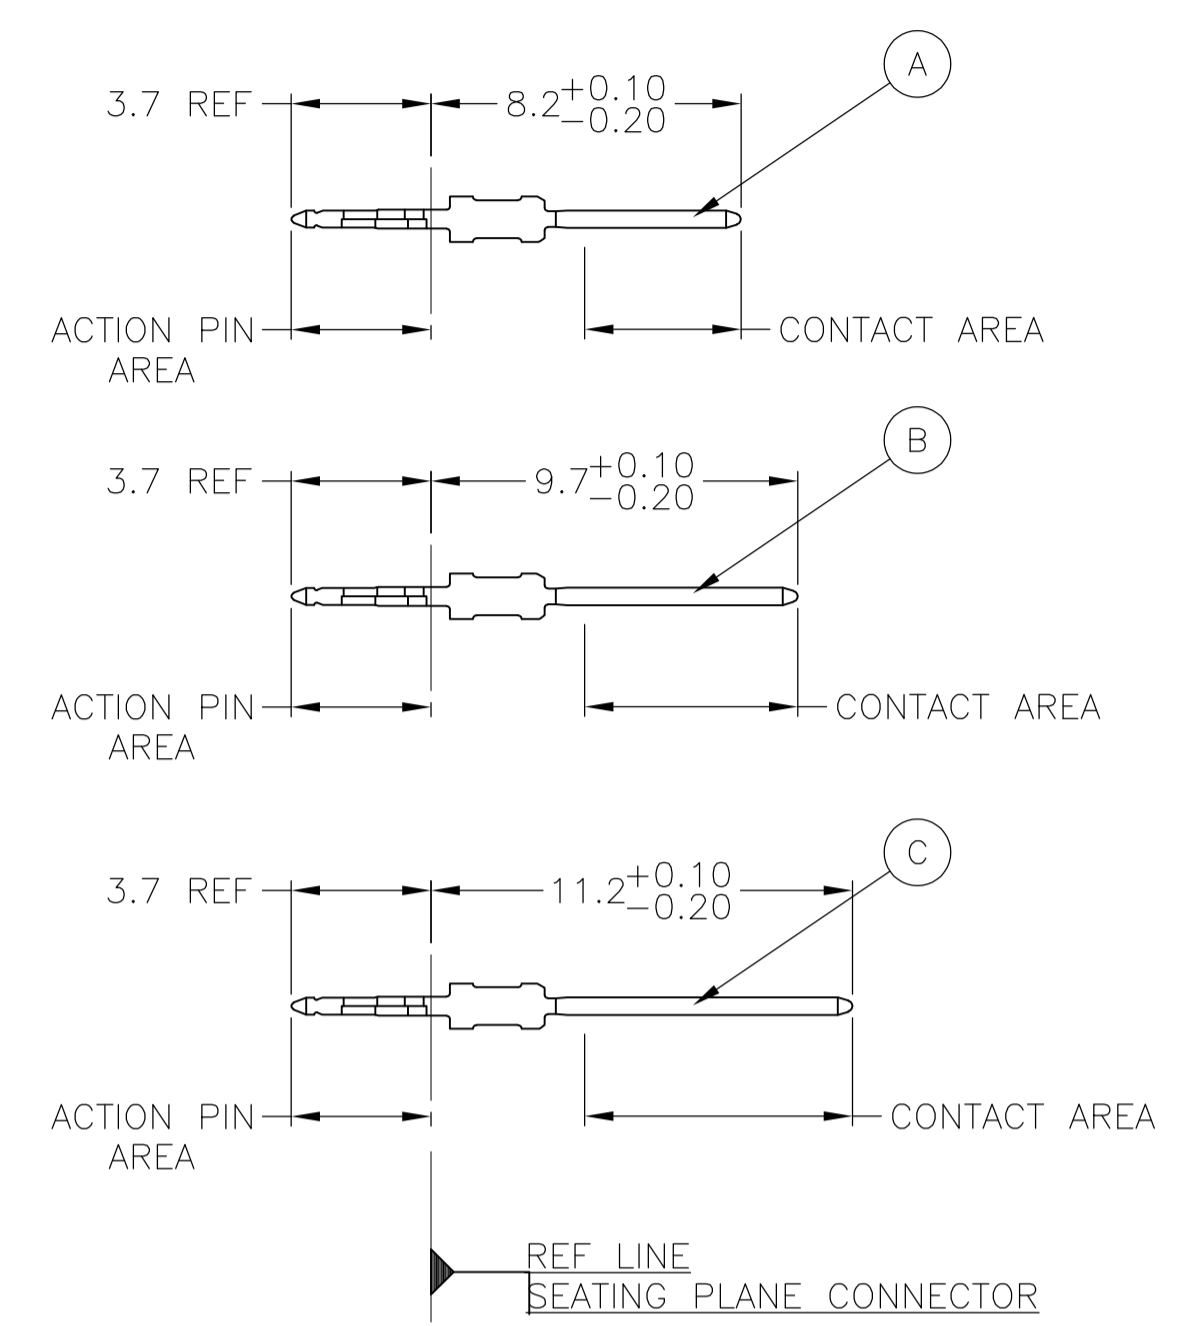 A
3.7 REF
8.2 +0.10 -0.20
ACTION PIN
AREA
CONTACT AREA
B
3.7 REF
9.7 +0.10 -0.20
ACTION PIN
AREA
CONTACT AREA
C
3.7 REF
11.2 +0.10 -0.20
ACTION PIN
AREA
CONTACT AREA
REF LINE
SEATING PLANE CONNECTOR